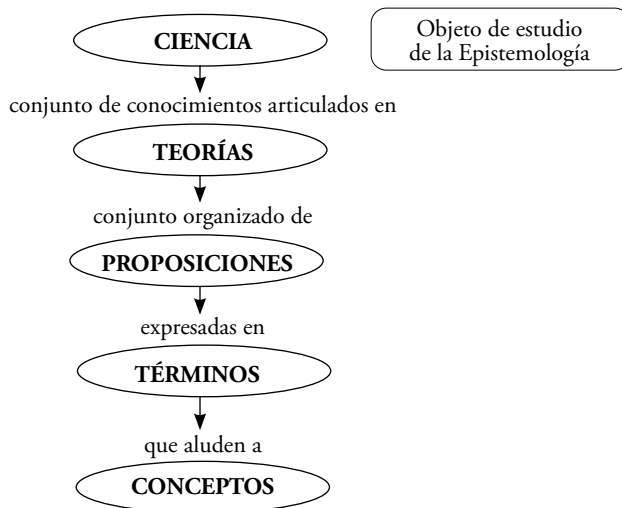 CIENCIA
Objeto de estudio
de la Epistemología
conjunto de conocimientos articulados en
TEORÍAS
conjunto organizado de
PROPOSICIONES
expresadas en
TÉRMINOS
que aluden a
CONCEPTOS